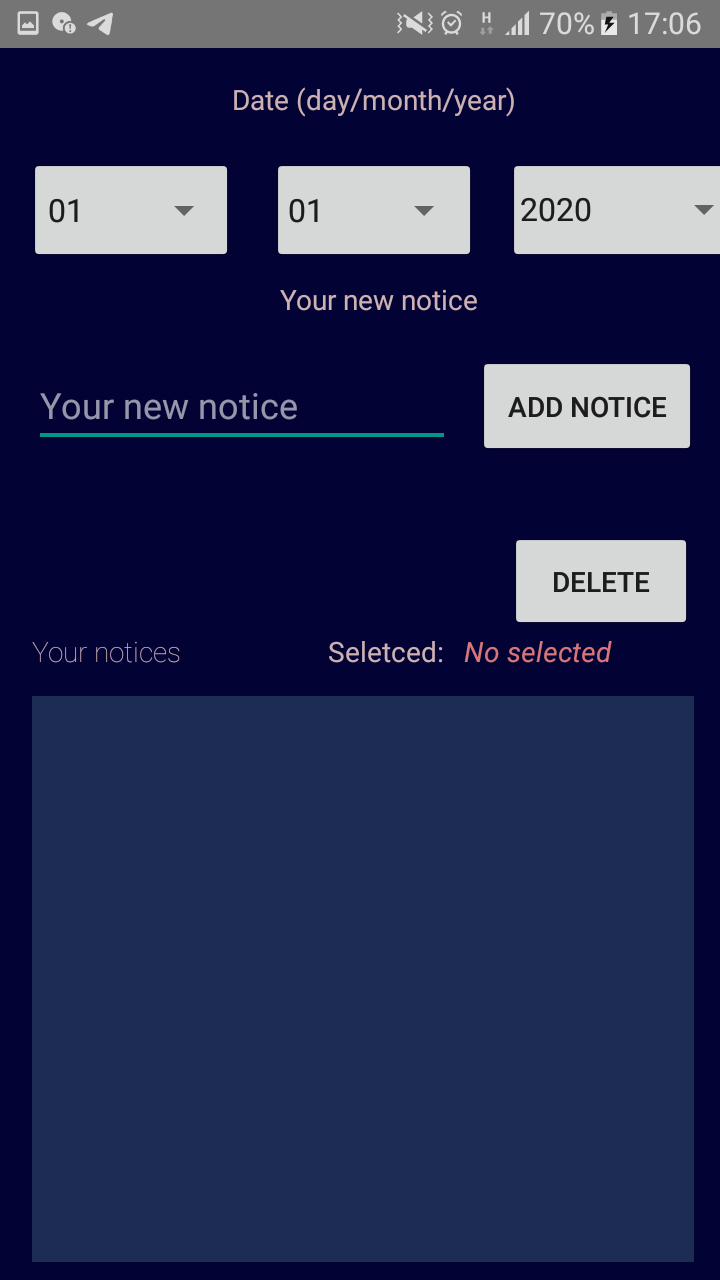 H 70% 17:06
Date (day/month/year)
01 01 2020
Your new notice
Your new notice ADD NOTICE
DELETE
Your notices Seletced: No selected